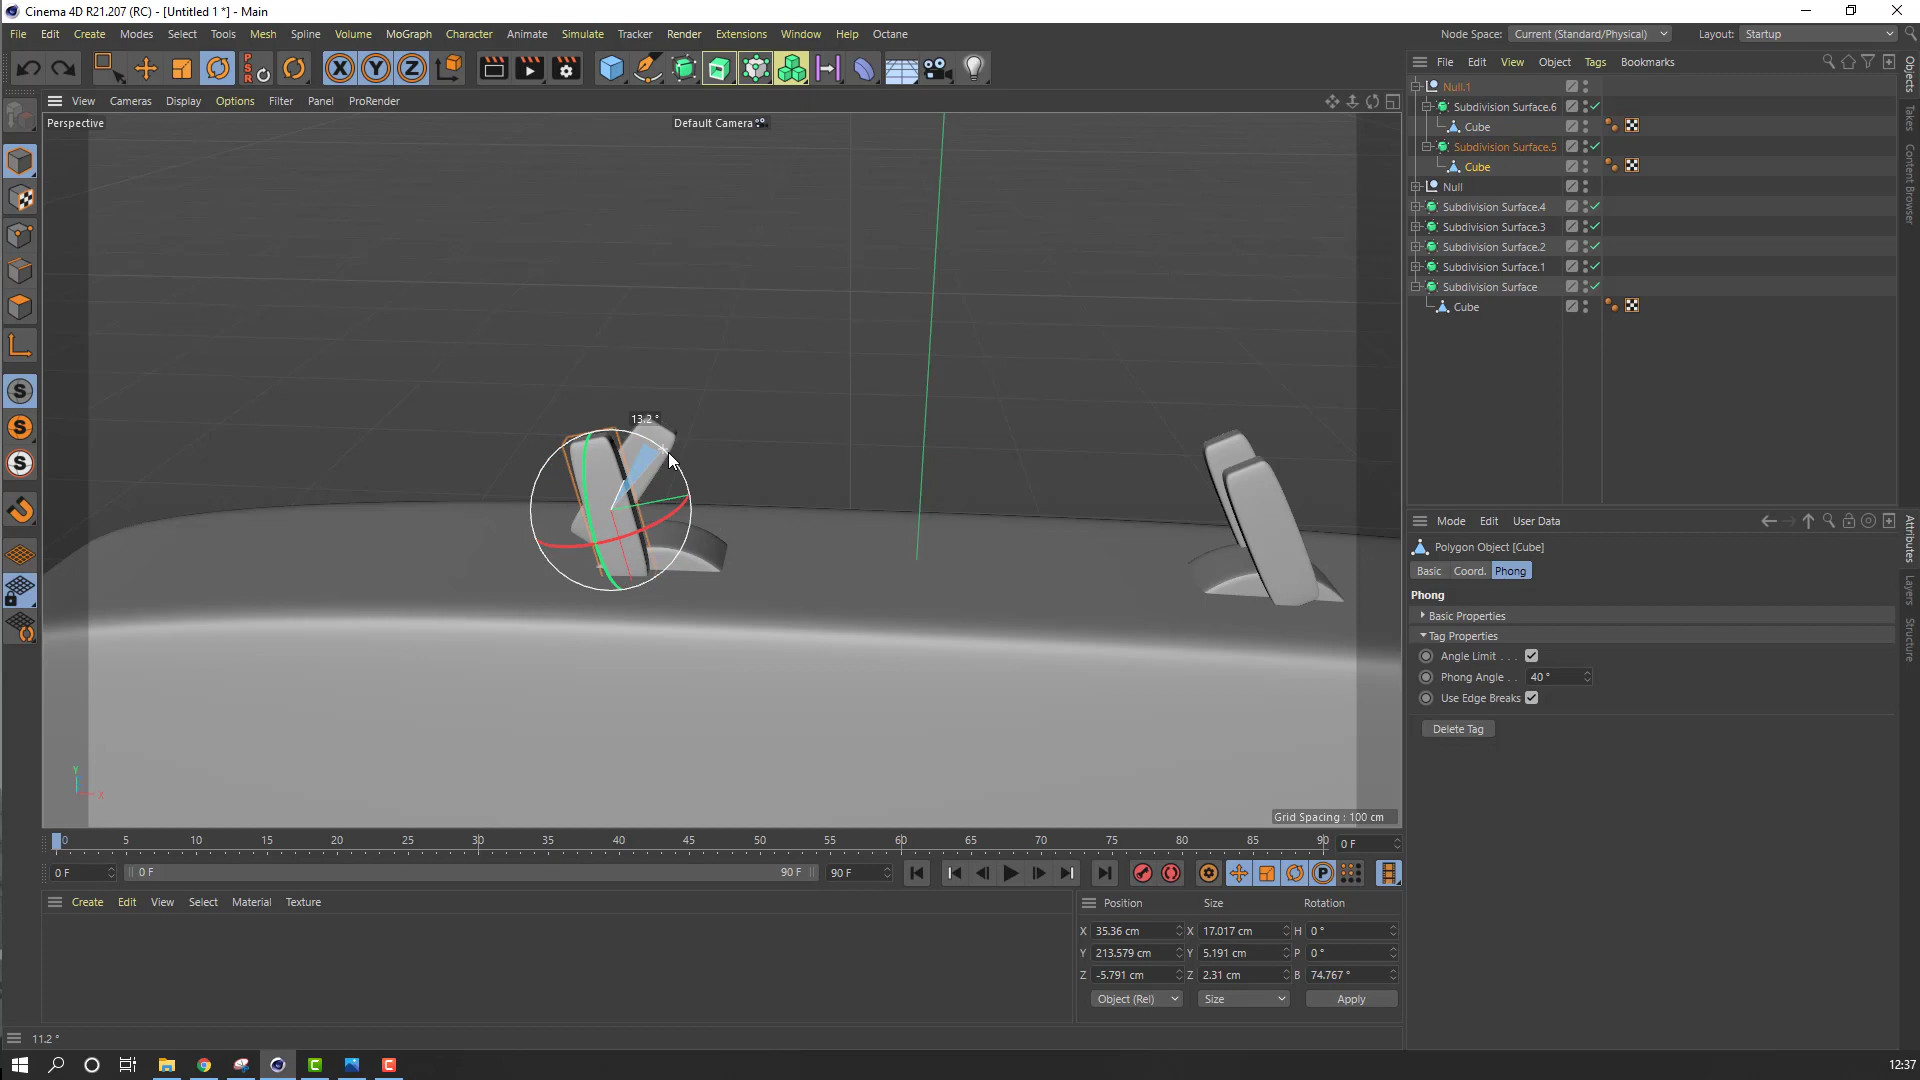 Cinema 4D R21.207 (RC) - [Untitled 1 *] - Main
File Edit Create Modes Select Tools Mesh Spline Volume MoGraph Character Animate Simulate Tracker Render Extensions Window Help Octane
Node Space: Current (Standard/Physical) Layout: Startup
View Cameras Display Options Filter Panel ProRender
Perspective
Default Camera
13.2 °
Grid Spacing : 100 cm
File Edit View Object Tags Bookmarks
Null.1
Subdivision Surface.6
Cube
Subdivision Surface.5
Cube
Null
Subdivision Surface.4
Subdivision Surface.3
Subdivision Surface.2
Subdivision Surface.1
Subdivision Surface
Cube
Objects
Takes
Content Browser
Mode Edit User Data
Polygon Object [Cube]
Basic Coord. Phong
Phong
Basic Properties
Tag Properties
Angle Limit . . .
Phong Angle . . 40 °
Use Edge Breaks
Delete Tag
Attributes
Layers
Structure
0 5 10 15 20 25 30 35 40 45 50 55 60 65 70 75 80 85 90 0 F
0 F 0 F 90 F 90 F
Create Edit View Select Material Texture
Position Size Rotation
X 35.36 cm X 17.017 cm H 0 °
Y 213.579 cm Y 5.191 cm P 0 °
Z -5.791 cm Z 2.31 cm B 74.767 °
Object (Rel) Size Apply
11.2 °
12:37